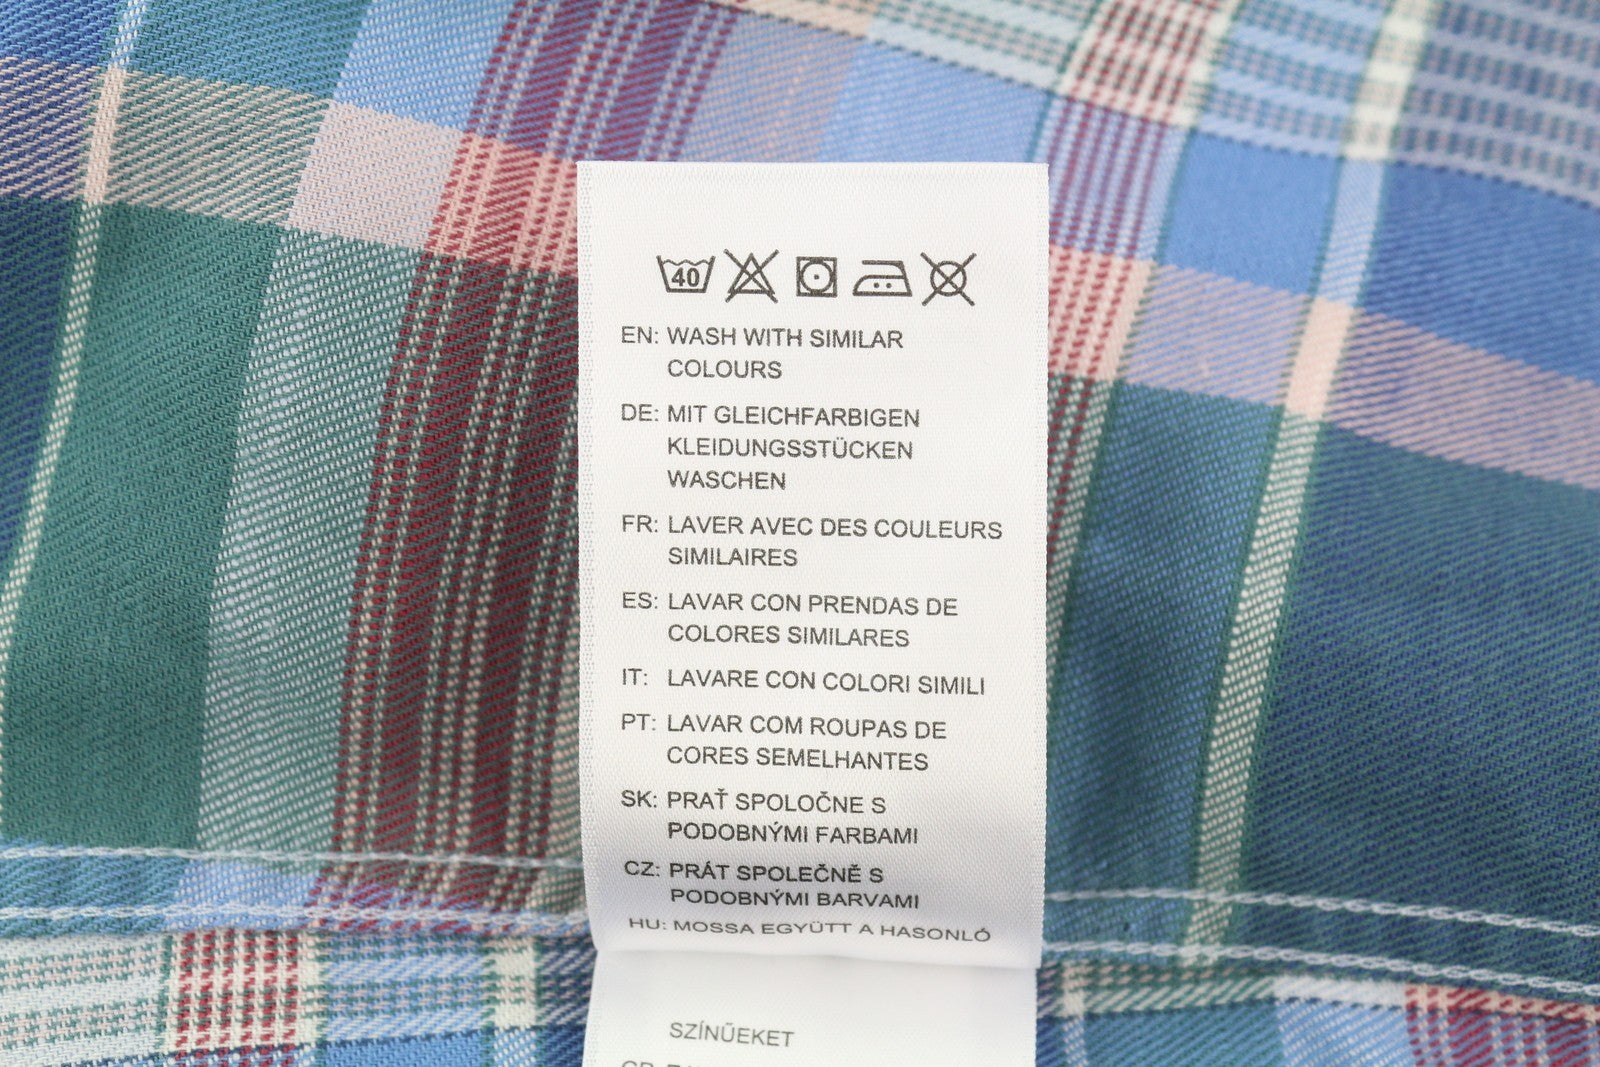 40
EN: WASH WITH SIMILAR
COLOURS
DE: MIT GLEICHFARBIGEN
KLEIDUNGSSTÜCKEN
WASCHEN
FR: LAVER AVEC DES COULEURS
SIMILAIRES
ES: LAVAR CON PRENDAS DE
COLORES SIMILARES
IT: LAVARE CON COLORI SIMILI
PT: LAVAR COM ROUPAS DE
CORES SEMELHANTES
SK: PRAŤ SPOLOČNE S
PODOBNÝMI FARBAMI
CZ: PRÁT SPOLEČNĚ S
PODOBNÝMI BARVAMI
HU: MOSSA EGYÜTT A HASONLÓ
SZÍNŰEKET